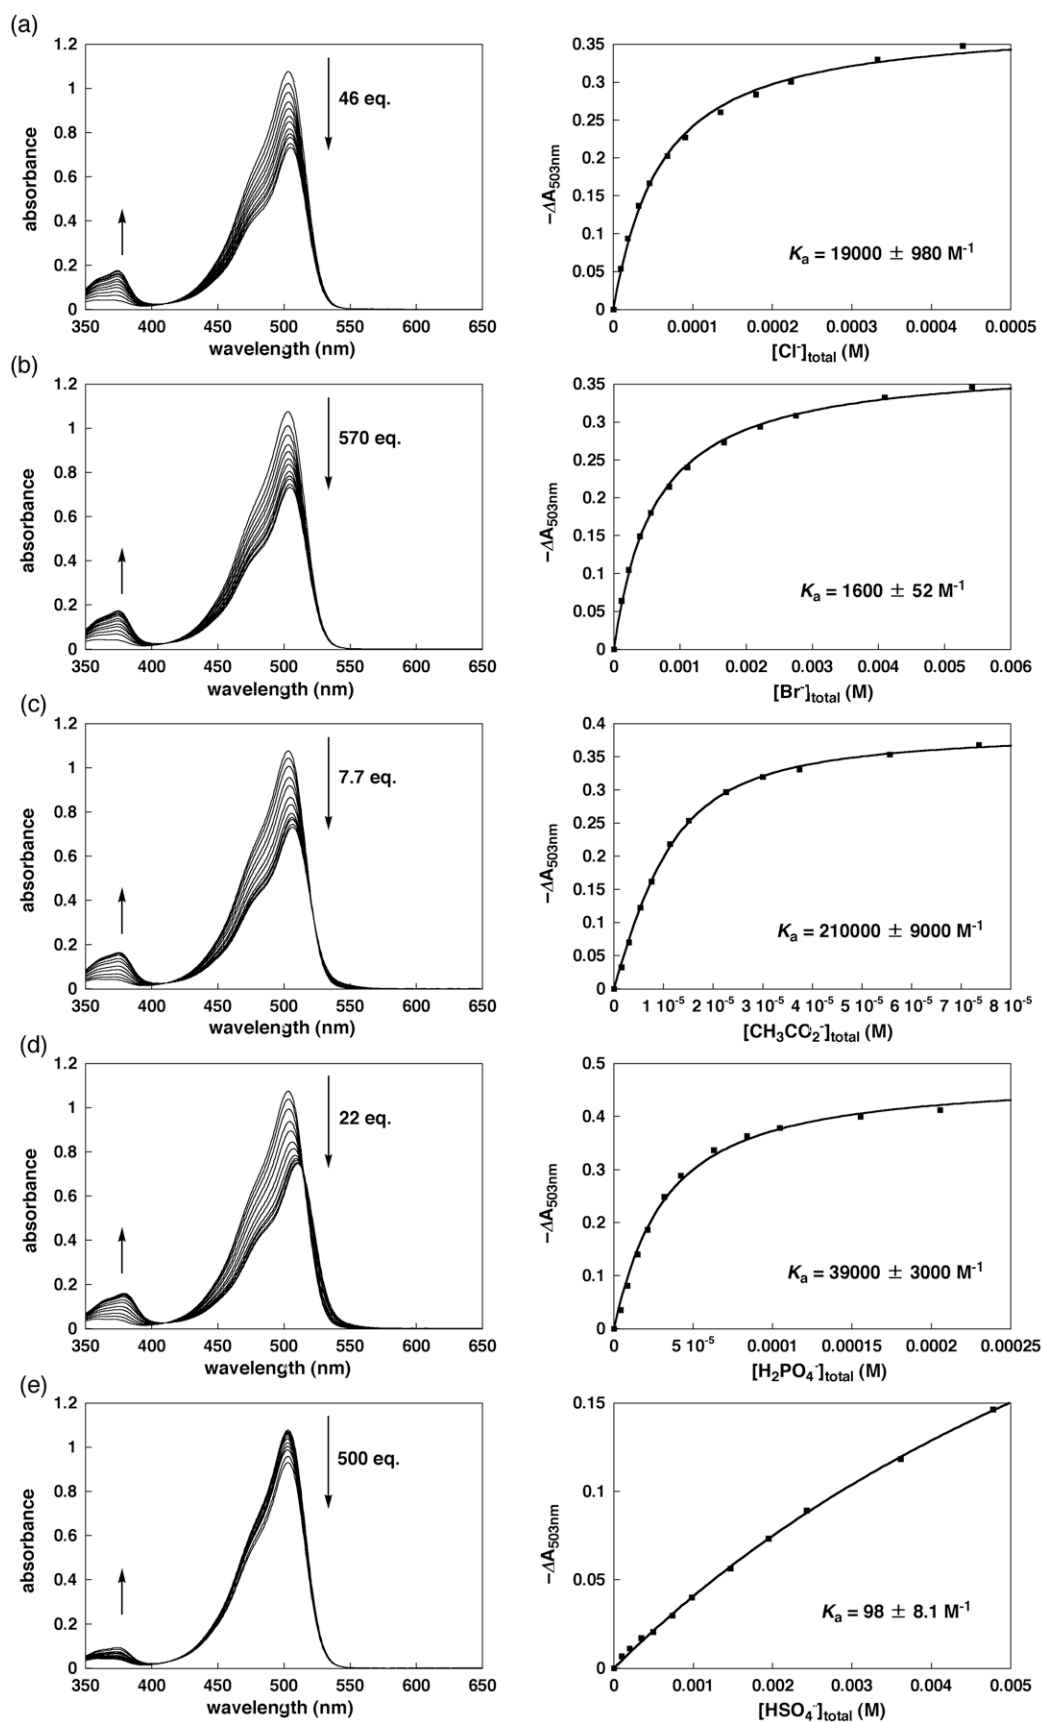 (a)
1.2
1
0.8
0.6
0.4
0.2
0
absorbance
46 eq.
350 400 450 500 550 600 650
wavelength (nm)
0.35
0.3
0.25
0.2
0.15
0.1
0.05
0
−ΔA503nm
Ka = 19000 ± 980 M-1
0 0.0001 0.0002 0.0003 0.0004 0.0005
[Cl-]total (M)
(b)
1.2
1
0.8
0.6
0.4
0.2
0
absorbance
570 eq.
350 400 450 500 550 600 650
wavelength (nm)
0.35
0.3
0.25
0.2
0.15
0.1
0.05
0
−ΔA503nm
Ka = 1600 ± 52 M-1
0 0.001 0.002 0.003 0.004 0.005 0.006
[Br-]total (M)
(c)
1.2
1
0.8
0.6
0.4
0.2
0
absorbance
7.7 eq.
350 400 450 500 550 600 650
wavelength (nm)
0.4
0.35
0.3
0.25
0.2
0.15
0.1
0.05
0
−ΔA503nm
Ka = 210000 ± 9000 M-1
0 1 10-5 2 10-5 3 10-5 4 10-5 5 10-5 6 10-5 7 10-5 8 10-5
[CH3CO2-]total (M)
(d)
1.2
1
0.8
0.6
0.4
0.2
0
absorbance
22 eq.
350 400 450 500 550 600 650
wavelength (nm)
0.5
0.4
0.3
0.2
0.1
0
−ΔA503nm
Ka = 39000 ± 3000 M-1
0 5 10-5 0.0001 0.00015 0.0002 0.00025
[H2PO4-]total (M)
(e)
1.2
1
0.8
0.6
0.4
0.2
0
absorbance
500 eq.
350 400 450 500 550 600 650
wavelength (nm)
0.15
0.1
0.05
0
−ΔA503nm
Ka = 98 ± 8.1 M-1
0 0.001 0.002 0.003 0.004 0.005
[HSO4-]total (M)